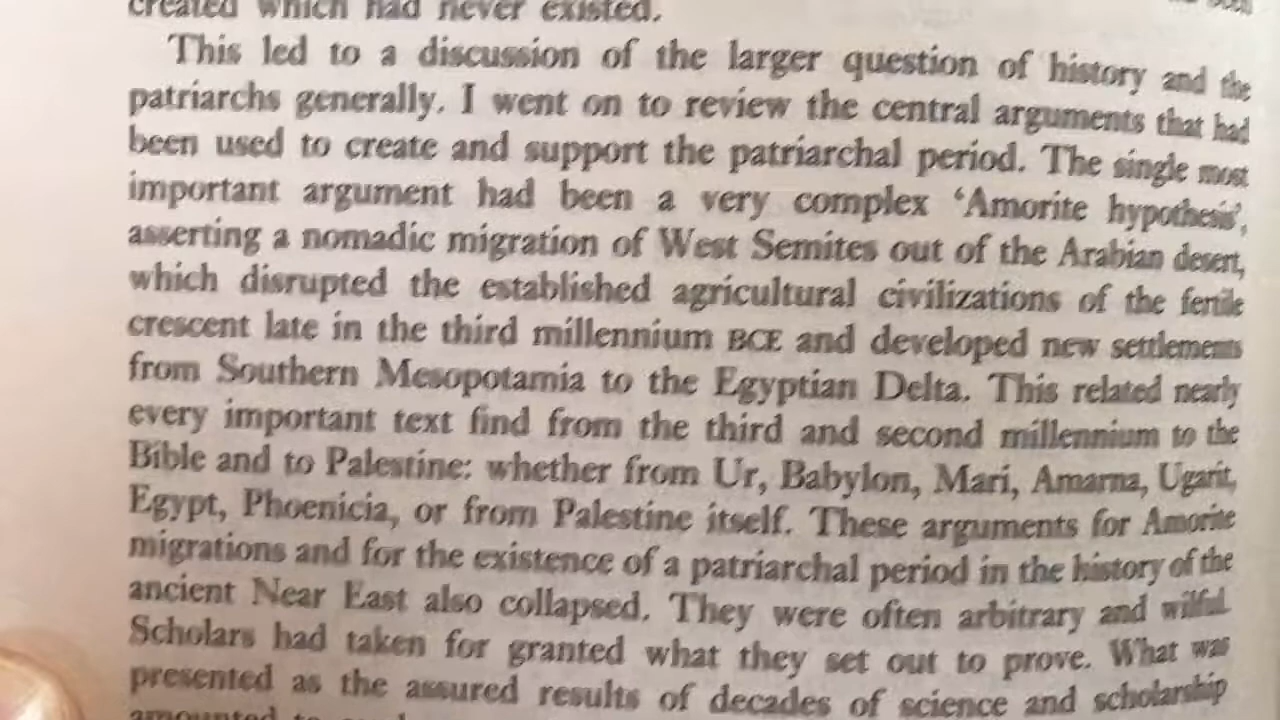 created which had never existed.
This led to a discussion of the larger question of history and the
patriarchs generally. I went on to review the central arguments that had
been used to create and support the patriarchal period. The single most
important argument had been a very complex ‘Amorite hypothesis’,
asserting a nomadic migration of West Semites out of the Arabian desert,
which disrupted the established agricultural civilizations of the fertile
crescent late in the third millennium BCE and developed new settlements
from Southern Mesopotamia to the Egyptian Delta. This related nearly
every important text find from the third and second millennium to the
Bible and to Palestine: whether from Ur, Babylon, Mari, Amarna, Ugarit,
Egypt, Phoenicia, or from Palestine itself. These arguments for Amorite
migrations and for the existence of a patriarchal period in the history of the
ancient Near East also collapsed. They were often arbitrary and wilful.
Scholars had taken for granted what they set out to prove. What was
presented as the assured results of decades of science and scholarship
amounted to